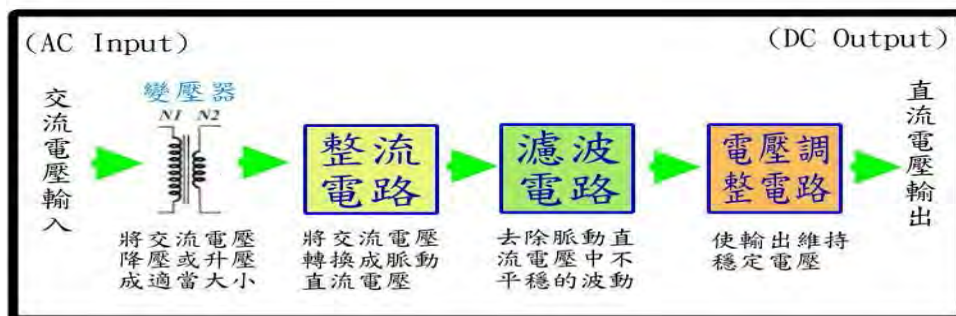 (AC Input)
(DC Output)
交流電壓輸入
變壓器
N1 N2
將交流電壓
降壓或升壓
成適當大小
整流
電路
將交流電壓
轉換成脈動
直流電壓
濾波
電路
去除脈動直
流電壓中不
平穩的波動
電壓調
整電路
使輸出維持
穩定電壓
直流電壓輸出